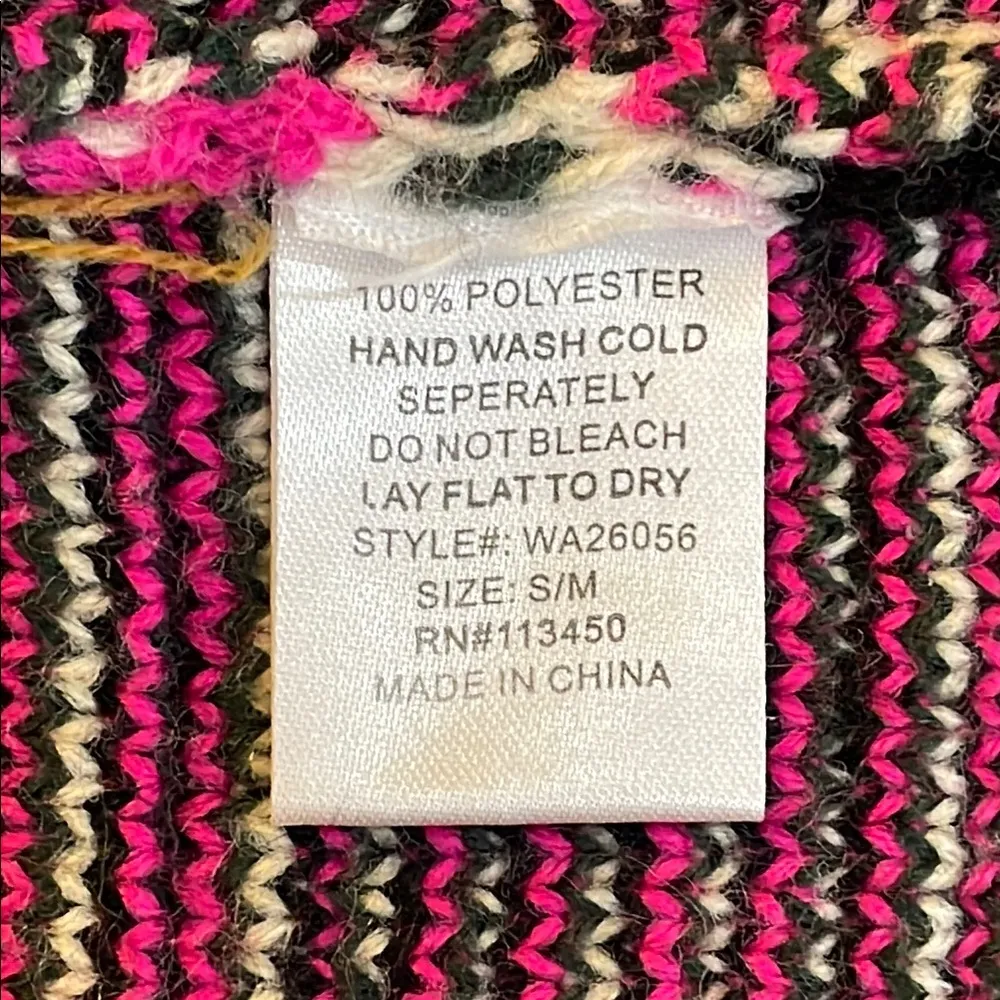 100% POLYESTER
HAND WASH COLD
SEPERATELY
DO NOT BLEACH
LAY FLAT TO DRY
STYLE#: WA26056
SIZE: S/M
RN#113450
MADE IN CHINA